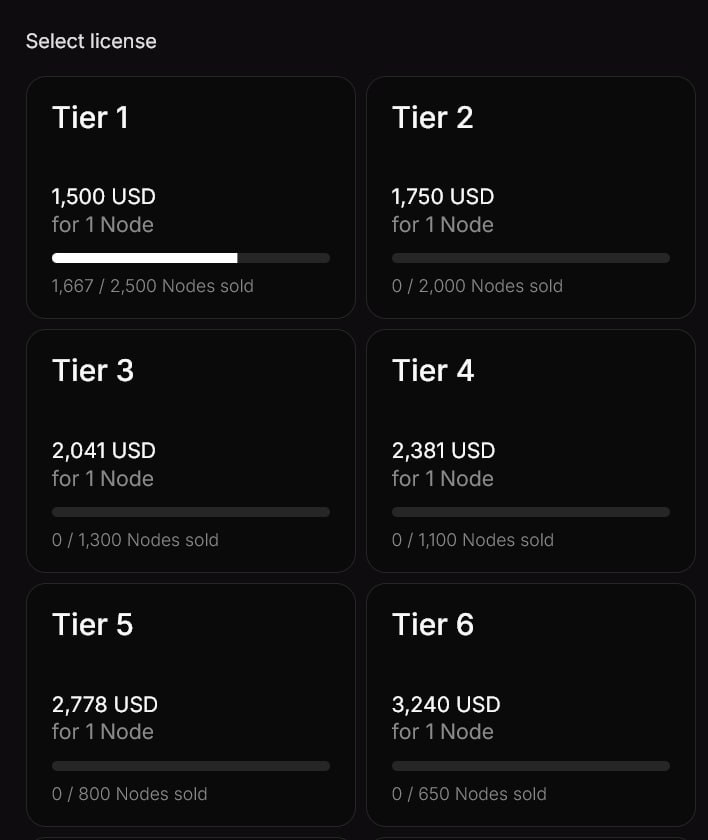 Select license
Tier 1
1,500 USD
for 1 Node
1,667 / 2,500 Nodes sold
Tier 2
1,750 USD
for 1 Node
0 / 2,000 Nodes sold
Tier 3
2,041 USD
for 1 Node
0 / 1,300 Nodes sold
Tier 4
2,381 USD
for 1 Node
0 / 1,100 Nodes sold
Tier 5
2,778 USD
for 1 Node
0 / 800 Nodes sold
Tier 6
3,240 USD
for 1 Node
0 / 650 Nodes sold